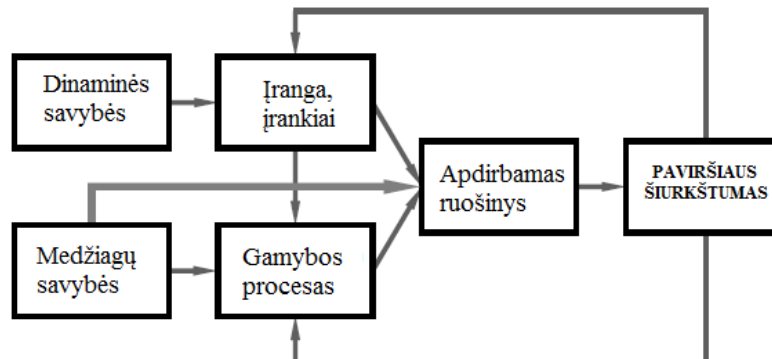 Dinaminės
savybės
Įranga,
įrankiai
Apdirbamas
ruošinys
PAVIRŠIAUS
ŠIURKŠTUMAS
Medžiagų
savybės
Gamybos
procesas